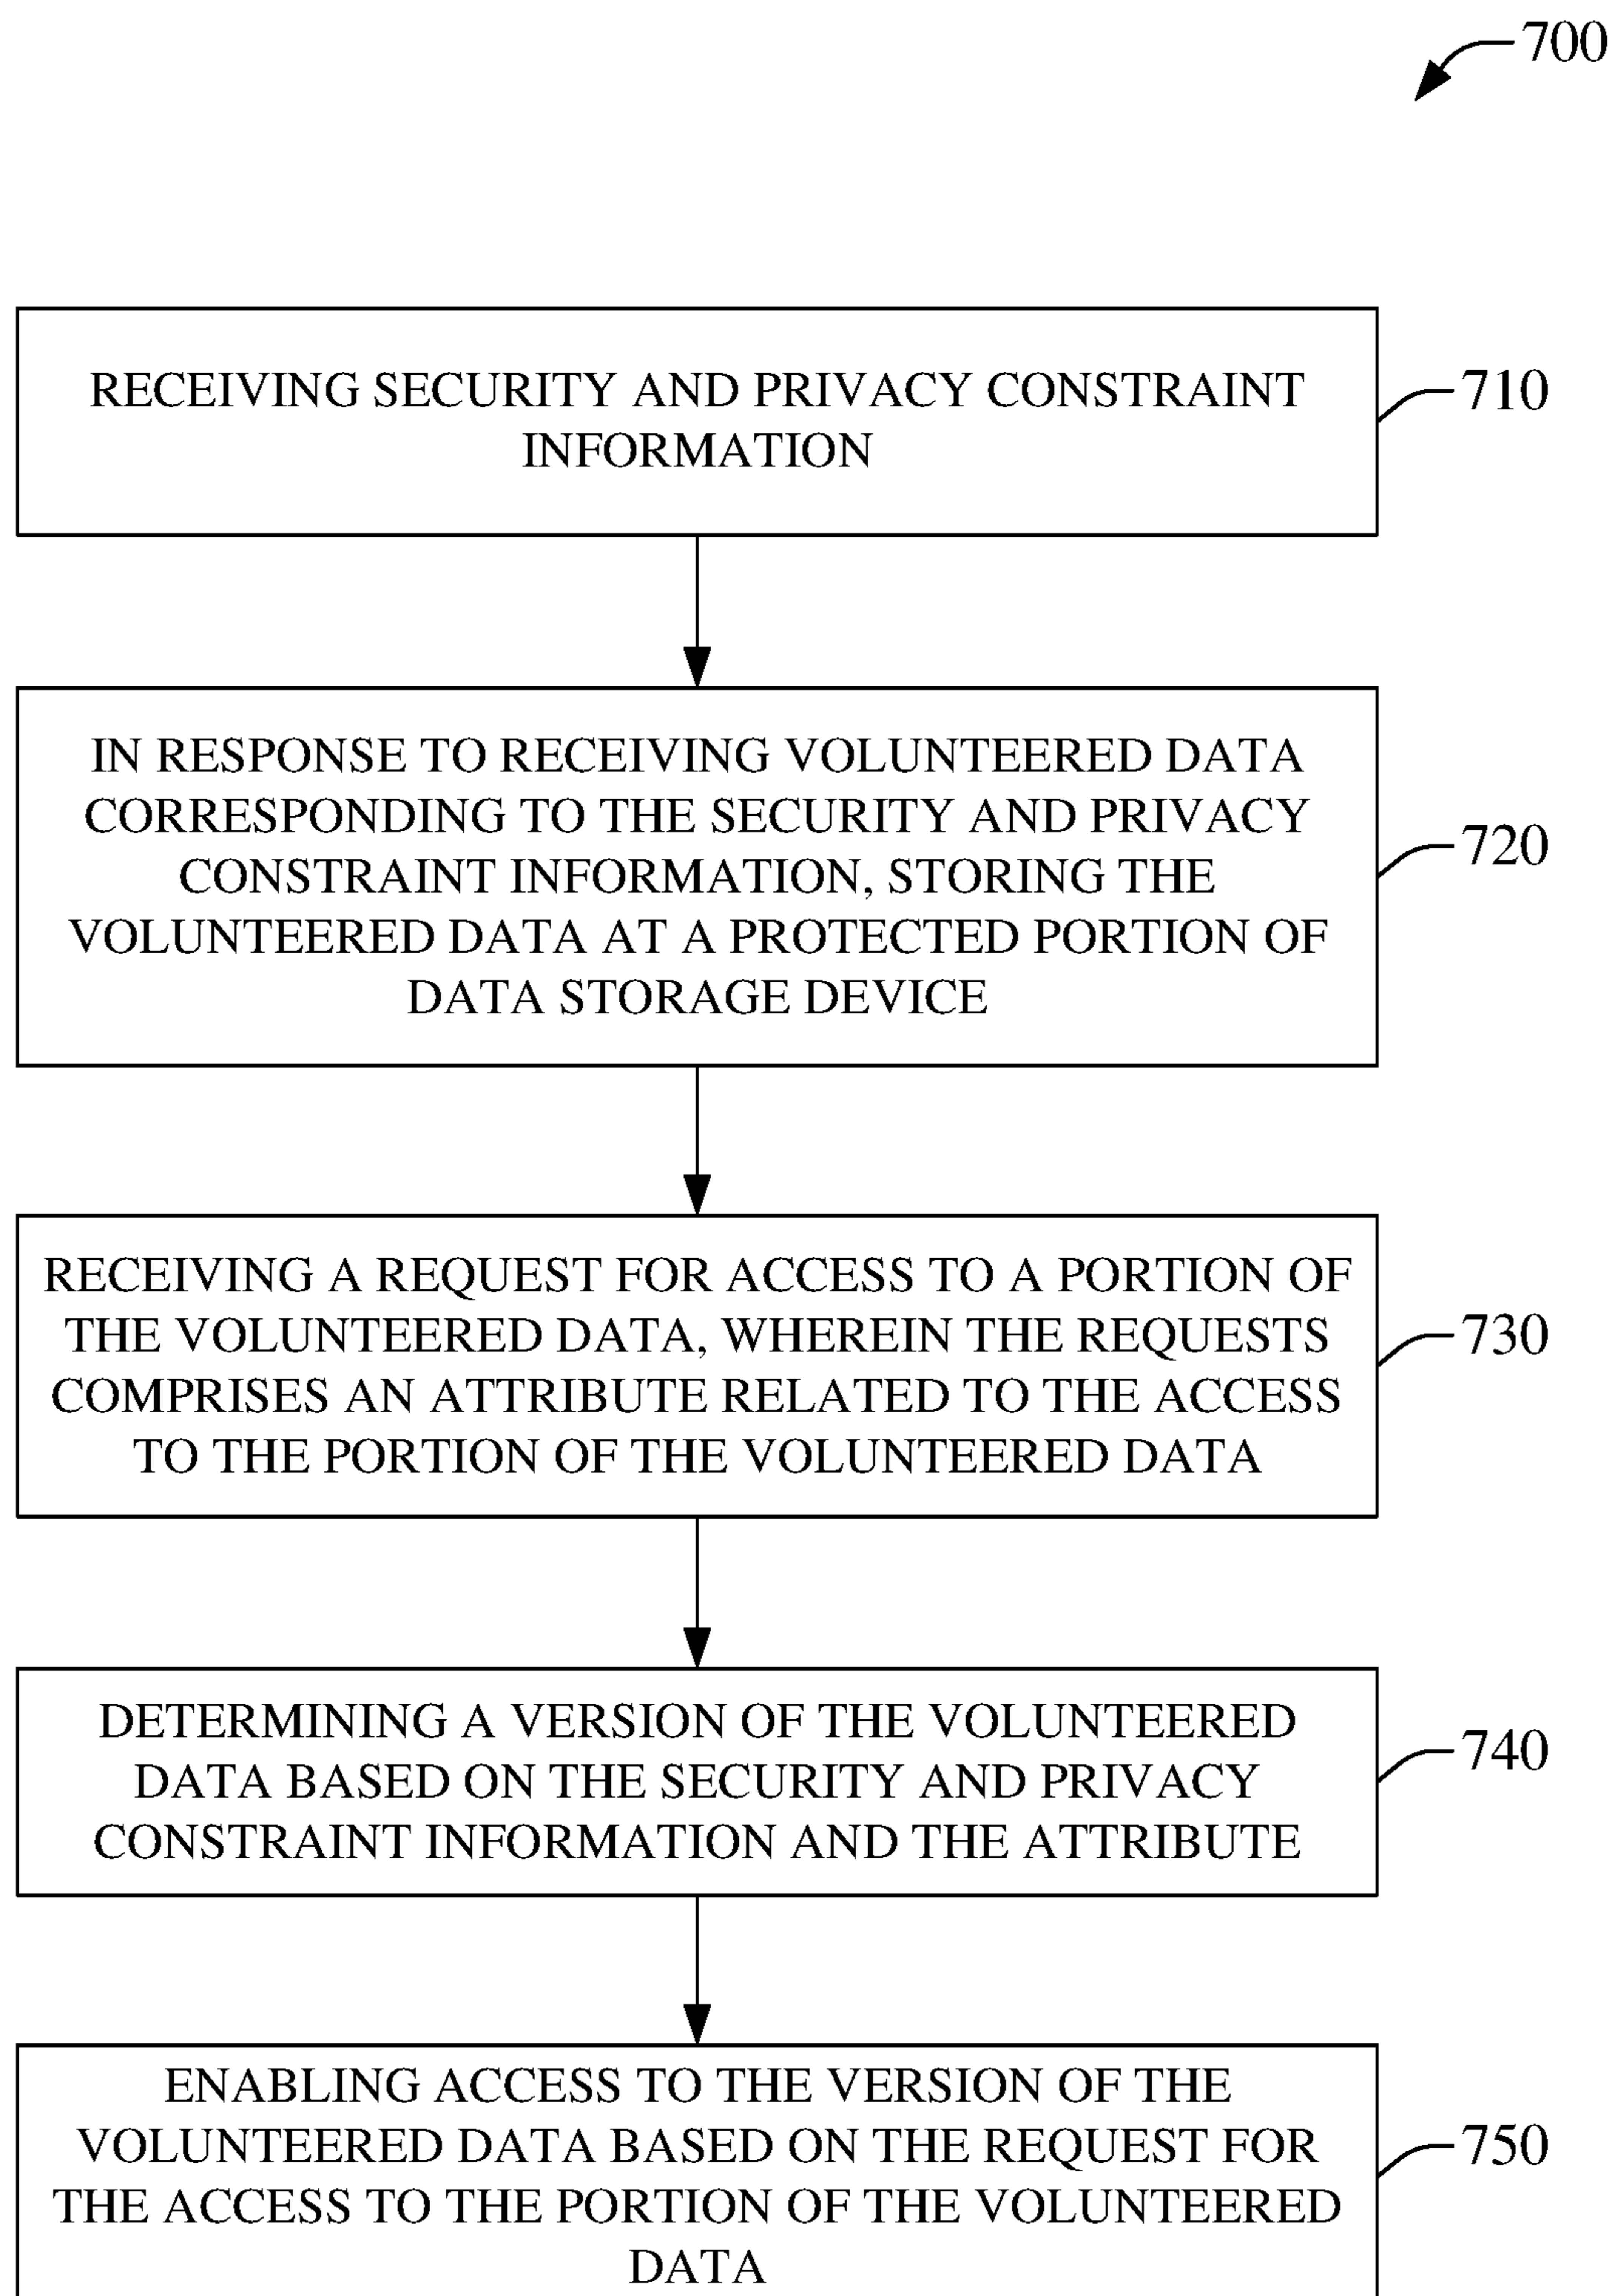 700
RECEIVING SECURITY AND PRIVACY CONSTRAINT
INFORMATION
710
IN RESPONSE TO RECEIVING VOLUNTEERED DATA
CORRESPONDING TO THE SECURITY AND PRIVACY
CONSTRAINT INFORMATION, STORING THE
VOLUNTEERED DATA AT A PROTECTED PORTION OF
DATA STORAGE DEVICE
720
RECEIVING A REQUEST FOR ACCESS TO A PORTION OF
THE VOLUNTEERED DATA, WHEREIN THE REQUESTS
COMPRISES AN ATTRIBUTE RELATED TO THE ACCESS
TO THE PORTION OF THE VOLUNTEERED DATA
730
DETERMINING A VERSION OF THE VOLUNTEERED
DATA BASED ON THE SECURITY AND PRIVACY
CONSTRAINT INFORMATION AND THE ATTRIBUTE
740
ENABLING ACCESS TO THE VERSION OF THE
VOLUNTEERED DATA BASED ON THE REQUEST FOR
THE ACCESS TO THE PORTION OF THE VOLUNTEERED
DATA
750